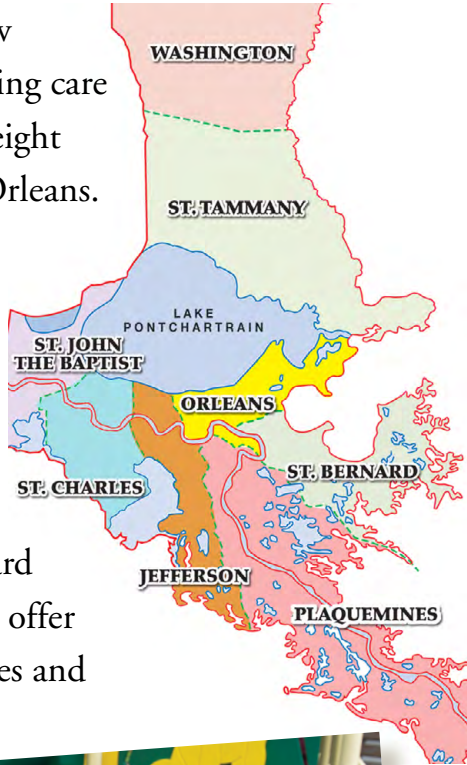 w
ing care
eight
Orleans.
WASHINGTON
ST. TAMMANY
LAKE
PONTCHARTRAIN
ST. JOHN
THE BAPTIST
ORLEANS
ST. BERNARD
ST. CHARLES
JEFFERSON
PLAQUEMINES
ard
offer
es and